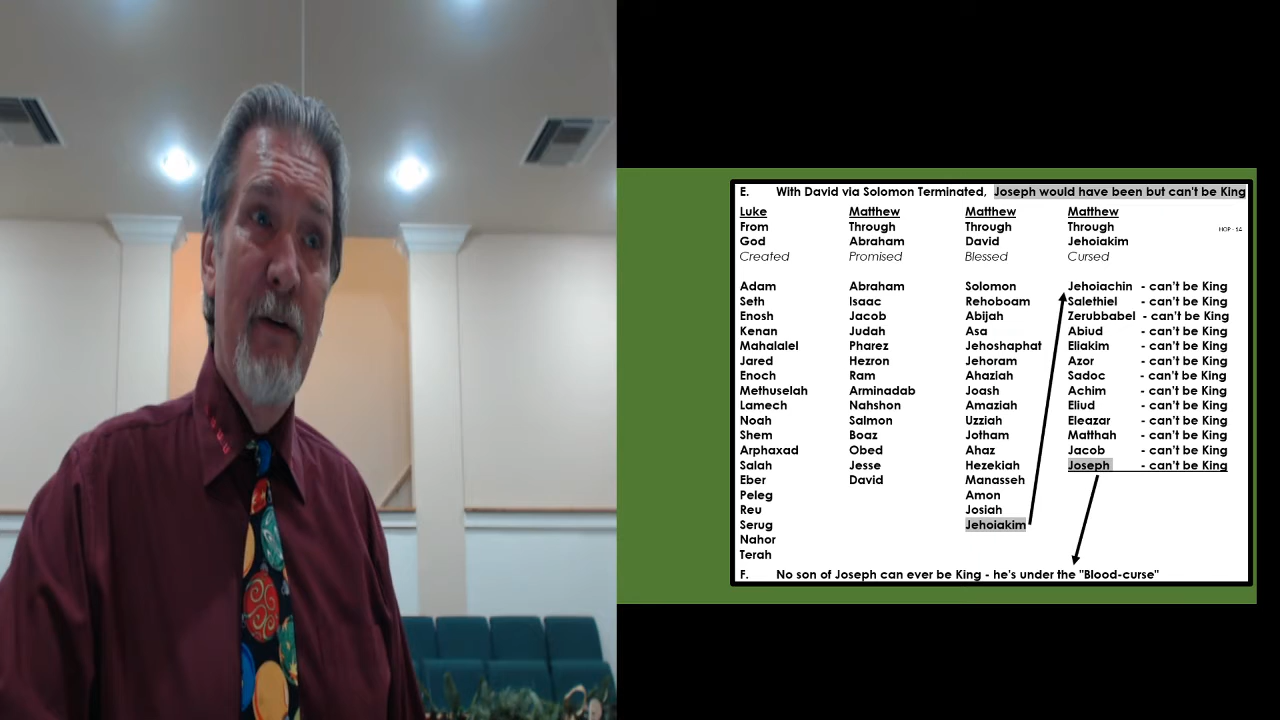 E. With David via Solomon Terminated, Joseph would have been but can't be King
Luke Matthew Matthew Matthew
From Through Through Through
God Abraham David Jehoiakim
Created Promised Blessed Cursed
Adam Abraham Solomon Jehoiachin - can't be King
Seth Isaac Rehoboam Salethiel - can't be King
Enosh Jacob Abijah Zerubbabel - can't be King
Kenan Judah Asa Abiud - can't be King
Mahalalel Pharez Jehoshaphat Eliakim - can't be King
Jared Hezron Jehoram Azor - can't be King
Enoch Ram Ahaziah Sadoc - can't be King
Methuselah Arminadab Joash Achim - can't be King
Lamech Nahshon Amaziah Eliud - can't be King
Noah Salmon Uzziah Eleazar - can't be King
Shem Boaz Jotham Matthah - can't be King
Arphaxad Obed Ahaz Jacob - can't be King
Salah Jesse Hezekiah Joseph - can't be King
Eber David Manasseh
Peleg Amon
Reu Josiah
Serug Jehoiakim
Nahor
Terah
F. No son of Joseph can ever be King - he's under the "Blood-curse"